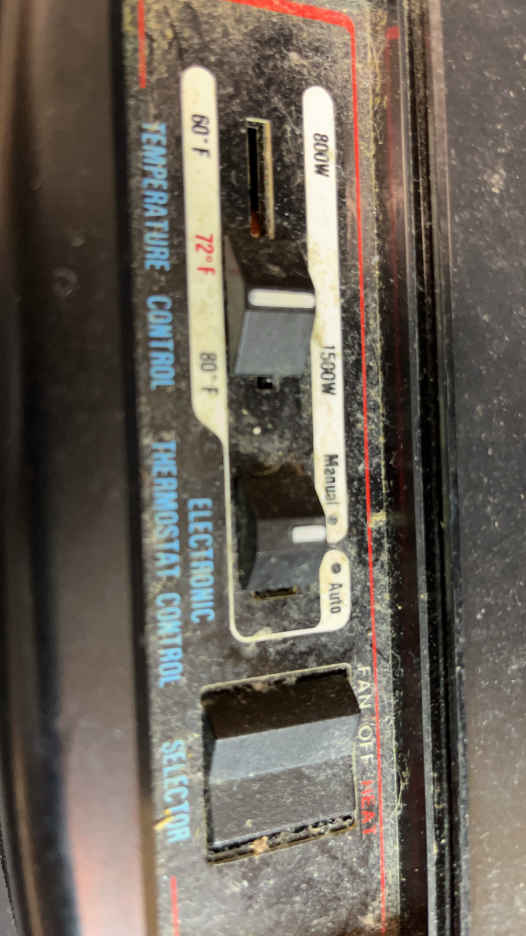 800W 1500W Manual Auto FAN OFF HEAT
60°F 72°F 80°F
ELECTRONIC
TEMPERATURE CONTROL THERMOSTAT CONTROL SELECTOR